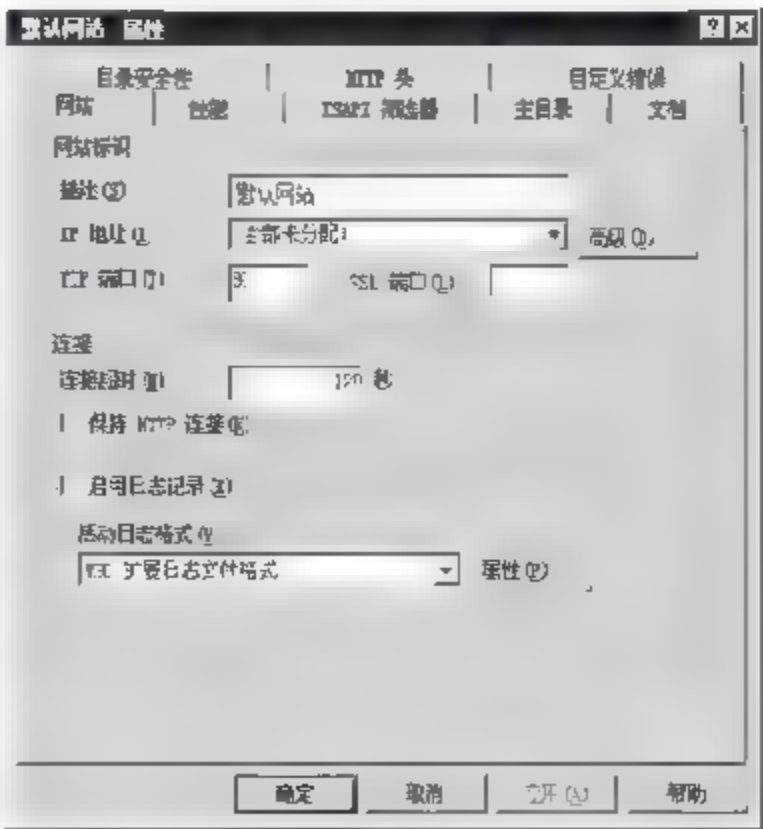 默认网站 属性
目录安全性 HTTP 头 自定义错误
网站 性能 ISAPI 筛选器 主目录 文档
网站标识
描述(S) 默认网站
IP 地址(I) 全部未分配) 高级(D)
TCP 端口(T) 80 SSL 端口(L)
连接
连接超时(N) 120 秒
保持 HTTP 连接(K)
启用日志记录(E)
活动日志格式(V
W3C 扩展日志文件格式 属性(P)
确定 取消 (A) 帮助